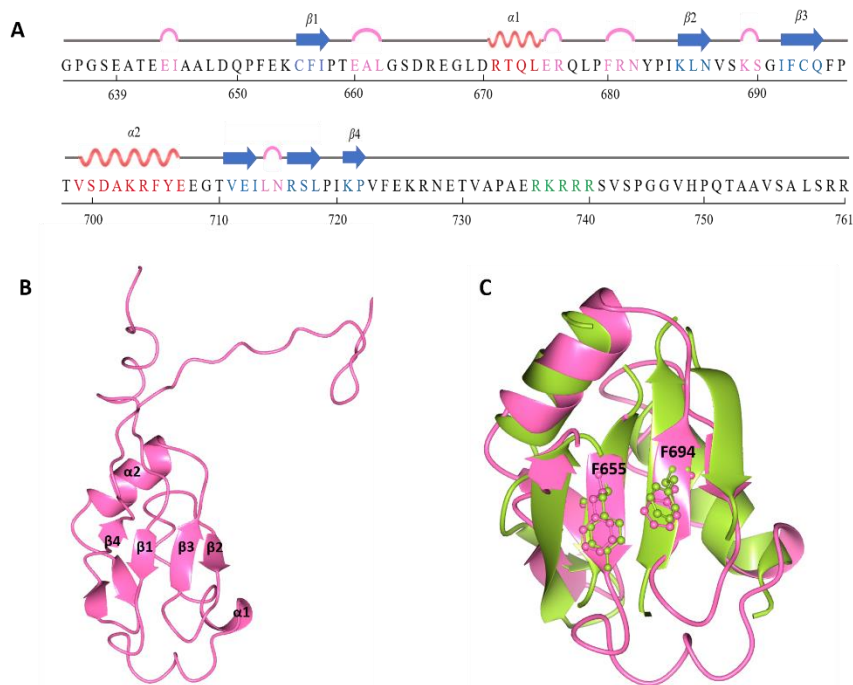 A
β1 α1 β2 β3
GPGSEATEEIAALDQPFEKCFIPTEALGSDREGLDRTQLERQLPFRNYPIKLNVSKSGIFCQFP
639 650 660 670 680 690
α2 β4
TVSDAKRFYEEGTVEILNRSLPIKPVFEKRNETVAPAERKRRRSVSPGGVHPQTAAVSALSRR
700 710 720 730 740 750 761
B
C
α2
β4 β1 β3 β2
α1
F655 F694